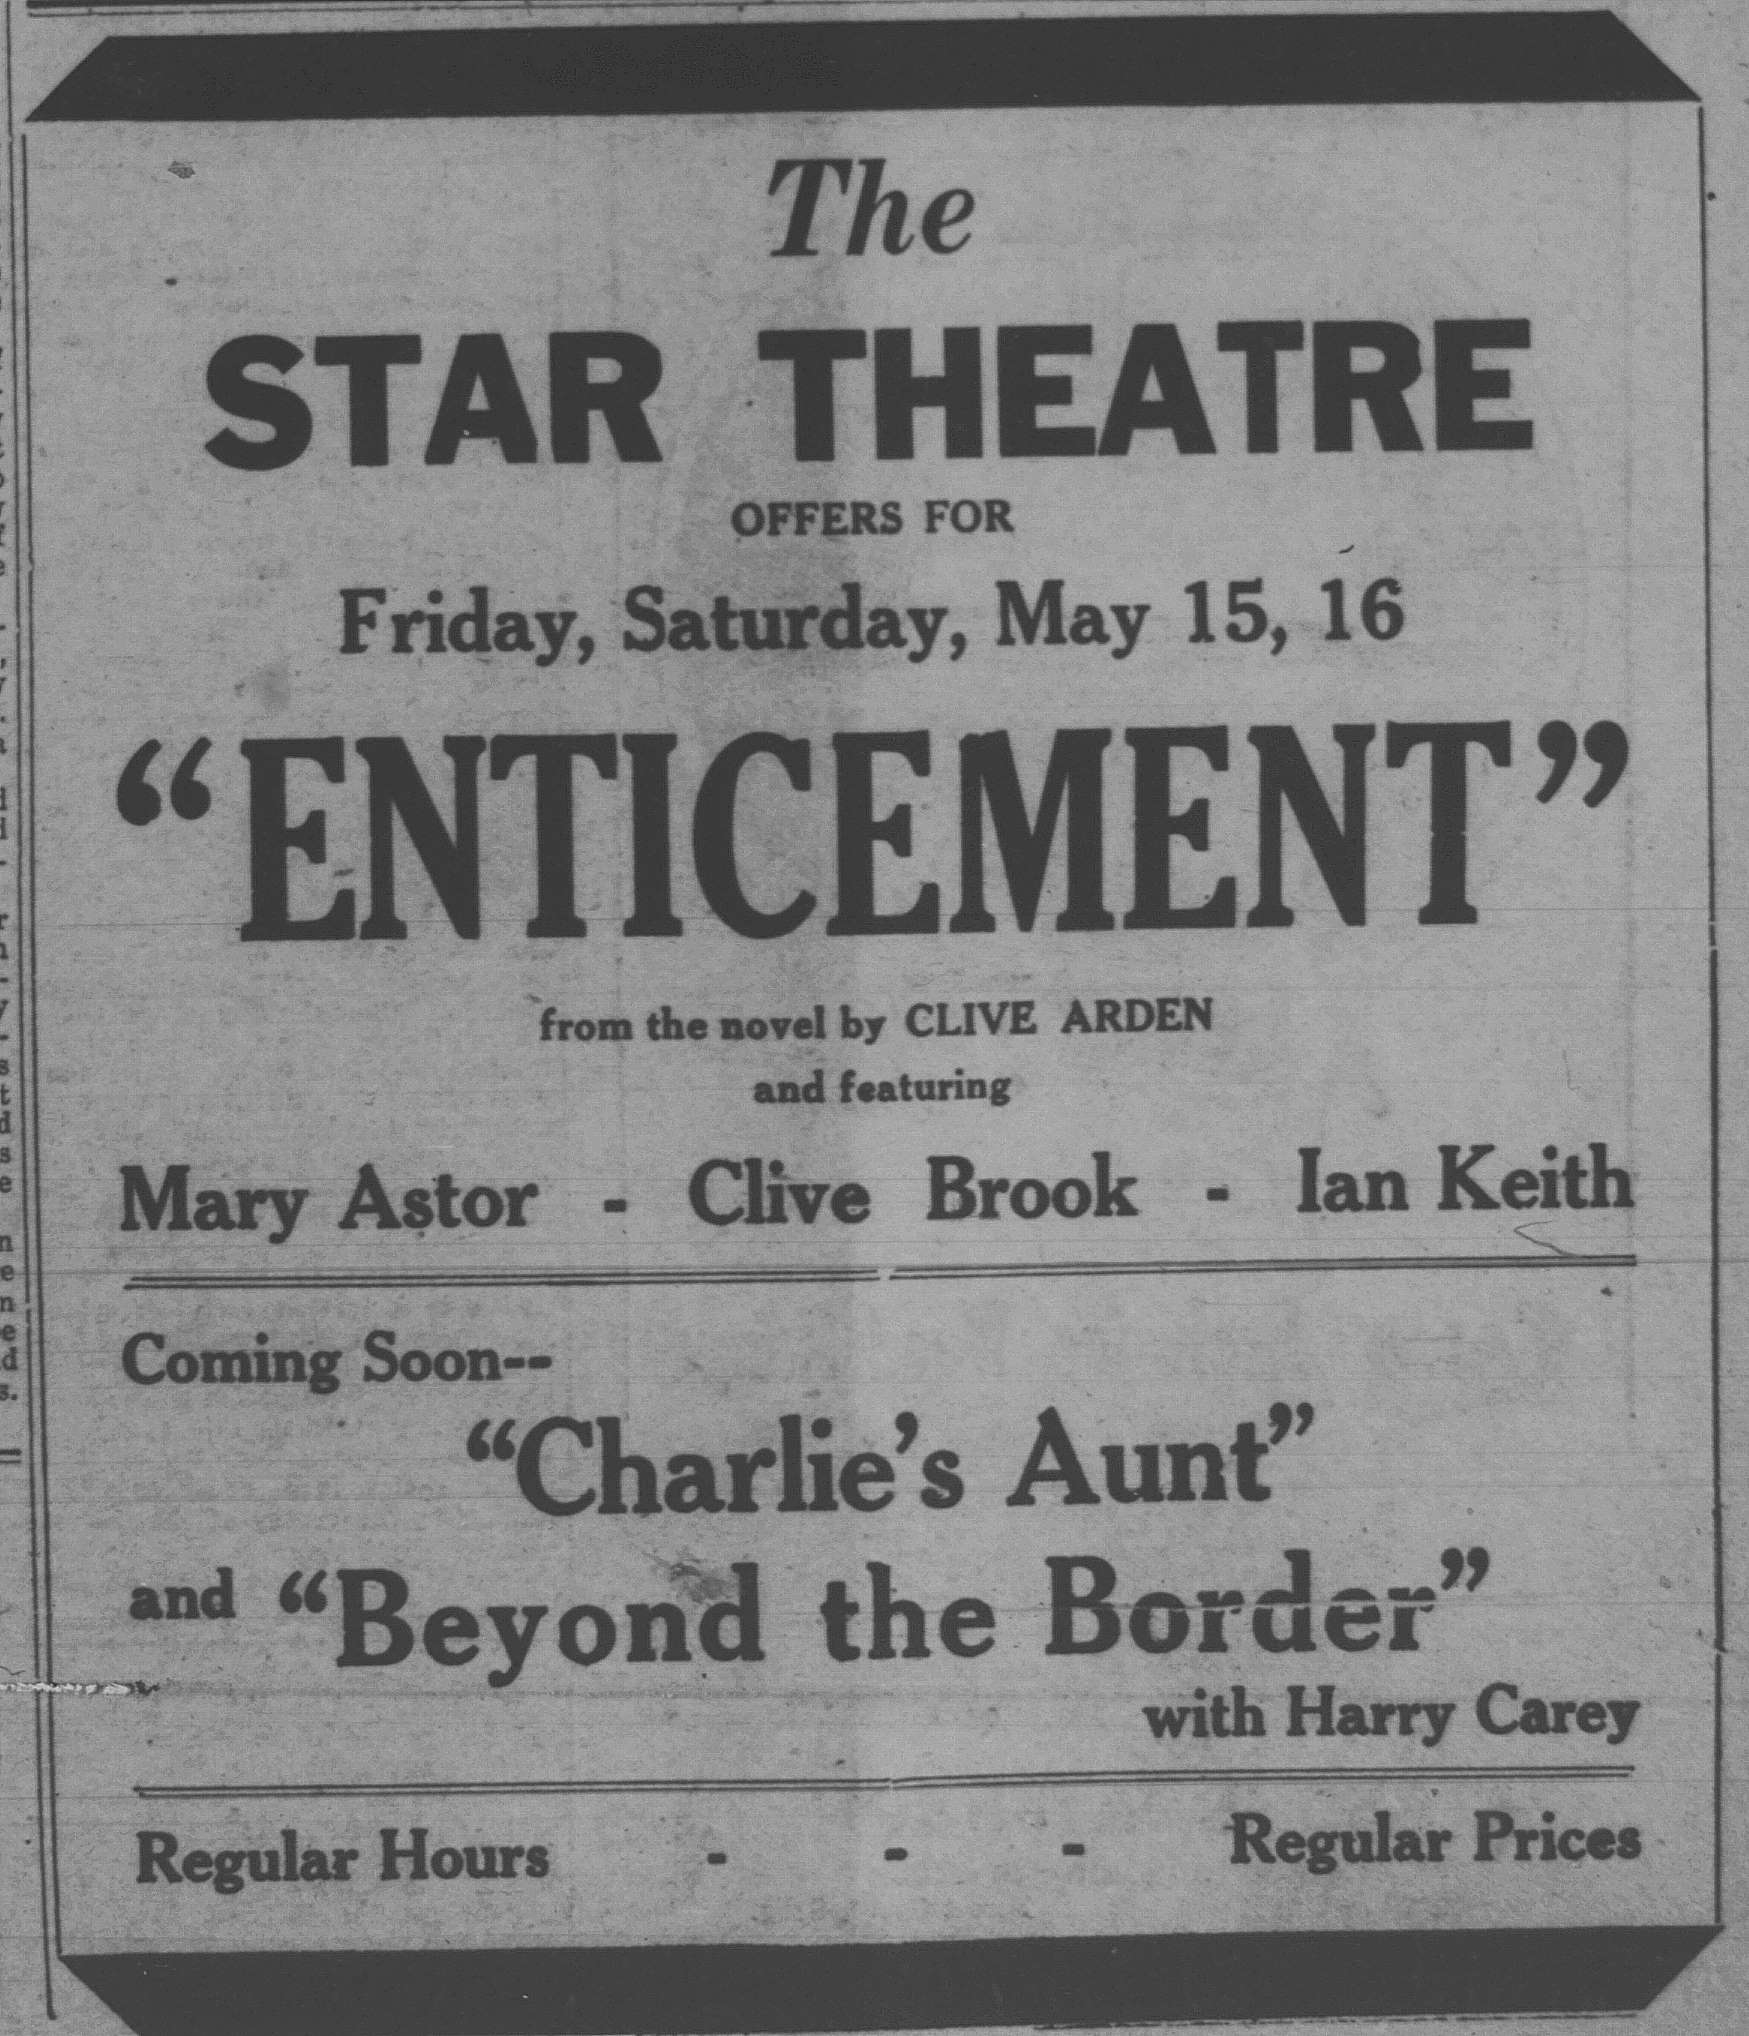 The
STAR THEATRE
OFFERS FOR
Friday, Saturday, May 15, 16
“ENTICEMENT”
from the novel by CLIVE ARDEN
and featuring
Mary Astor - Clive Brook - Ian Keith
Coming Soon--
“Charlie’s Aunt”
and “Beyond the Border”
with Harry Carey
Regular Hours - - - Regular Prices